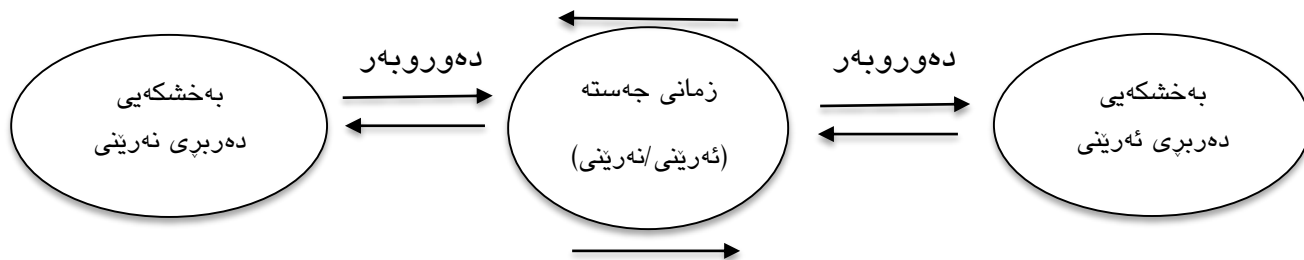 بەخشکەیی
دەربڕی ئەرێنی
دەوروبەر
زمانی جەستە
(ئەرێنی/نەرێنی)
دەوروبەر
بەخشکەیی
دەربڕی نەرێنی